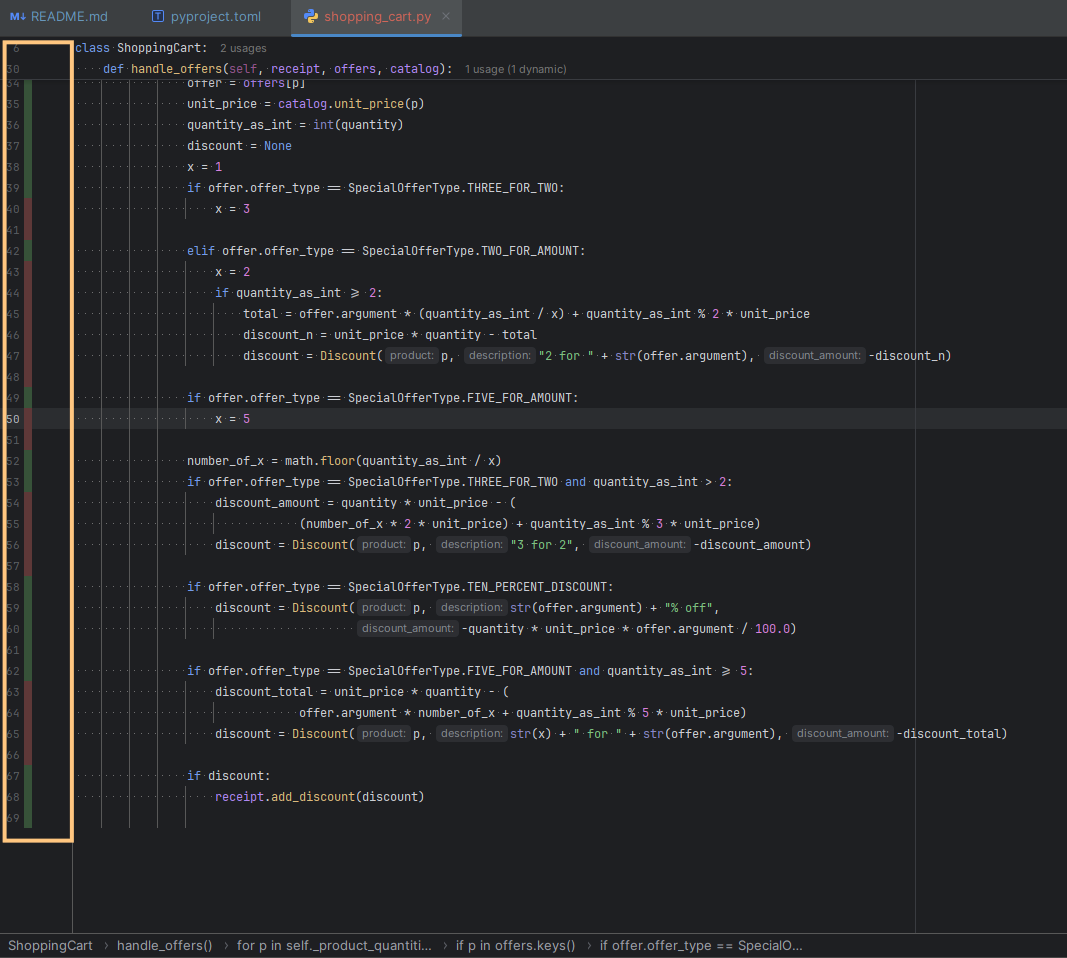 M↓ README.md T pyproject.toml shopping_cart.py ×
6 class ShoppingCart: 2 usages
30 def handle_offers(self, receipt, offers, catalog): 1 usage (1 dynamic)
34 offer = offers[p]
35 unit_price = catalog.unit_price(p)
36 quantity_as_int = int(quantity)
37 discount = None
38 x = 1
39 if offer.offer_type == SpecialOfferType.THREE_FOR_TWO:
40 x = 3
41
42 elif offer.offer_type == SpecialOfferType.TWO_FOR_AMOUNT:
43 x = 2
44 if quantity_as_int >= 2:
45 total = offer.argument * (quantity_as_int / x) + quantity_as_int % 2 * unit_price
46 discount_n = unit_price * quantity - total
47 discount = Discount( product: p, description: "2 for " + str(offer.argument), discount_amount: -discount_n)
48
49 if offer.offer_type == SpecialOfferType.FIVE_FOR_AMOUNT:
50 x = 5
51
52 number_of_x = math.floor(quantity_as_int / x)
53 if offer.offer_type == SpecialOfferType.THREE_FOR_TWO and quantity_as_int > 2:
54 discount_amount = quantity * unit_price - (
55 (number_of_x * 2 * unit_price) + quantity_as_int % 3 * unit_price)
56 discount = Discount( product: p, description: "3 for 2", discount_amount: -discount_amount)
57
58 if offer.offer_type == SpecialOfferType.TEN_PERCENT_DISCOUNT:
59 discount = Discount( product: p, description: str(offer.argument) + "% off",
60 discount_amount: -quantity * unit_price * offer.argument / 100.0)
61
62 if offer.offer_type == SpecialOfferType.FIVE_FOR_AMOUNT and quantity_as_int >= 5:
63 discount_total = unit_price * quantity - (
64 offer.argument * number_of_x + quantity_as_int % 5 * unit_price)
65 discount = Discount( product: p, description: str(x) + " for " + str(offer.argument), discount_amount: -discount_total)
66
67 if discount:
68 receipt.add_discount(discount)
69
ShoppingCart › handle_offers() › for p in self._product_quantiti... › if p in offers.keys() › if offer.offer_type == SpecialO...